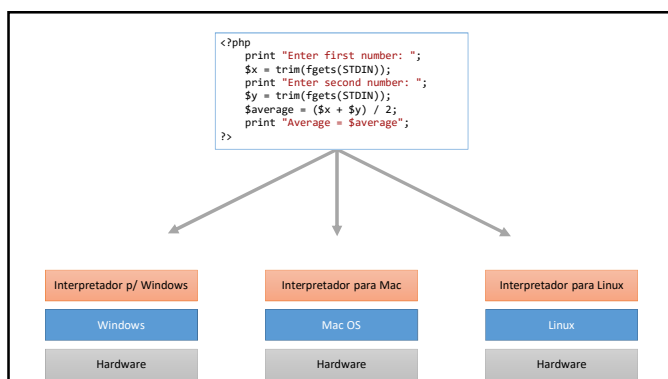 <?php
    print "Enter first number: ";
    $x = trim(fgets(STDIN));
    print "Enter second number: ";
    $y = trim(fgets(STDIN));
    $average = ($x + $y) / 2;
    print "Average = $average";
?>
Interpretador p/ Windows
Interpretador para Mac
Interpretador para Linux
Windows
Mac OS
Linux
Hardware
Hardware
Hardware